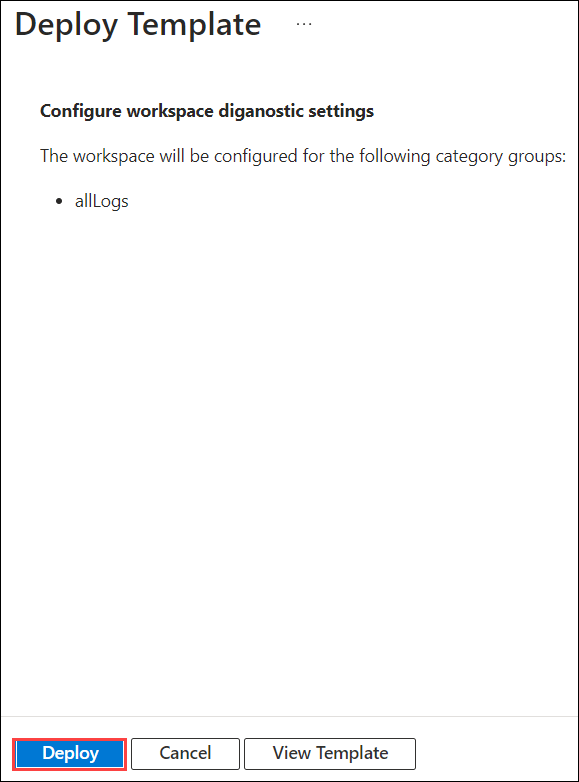 Deploy Template ...
Configure workspace diganostic settings
The workspace will be configured for the following category groups:
• allLogs
Deploy Cancel View Template